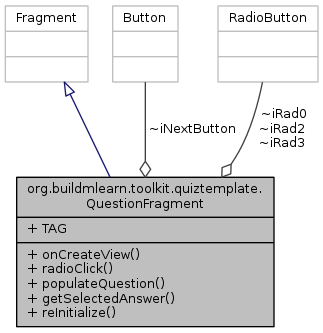 Fragment
Button
RadioButton
~iNextButton
~iRad0
~iRad2
~iRad3
org.buildmlearn.toolkit.quiztemplate.
QuestionFragment
+ TAG
+ onCreateView()
+ radioClick()
+ populateQuestion()
+ getSelectedAnswer()
+ reInitialize()